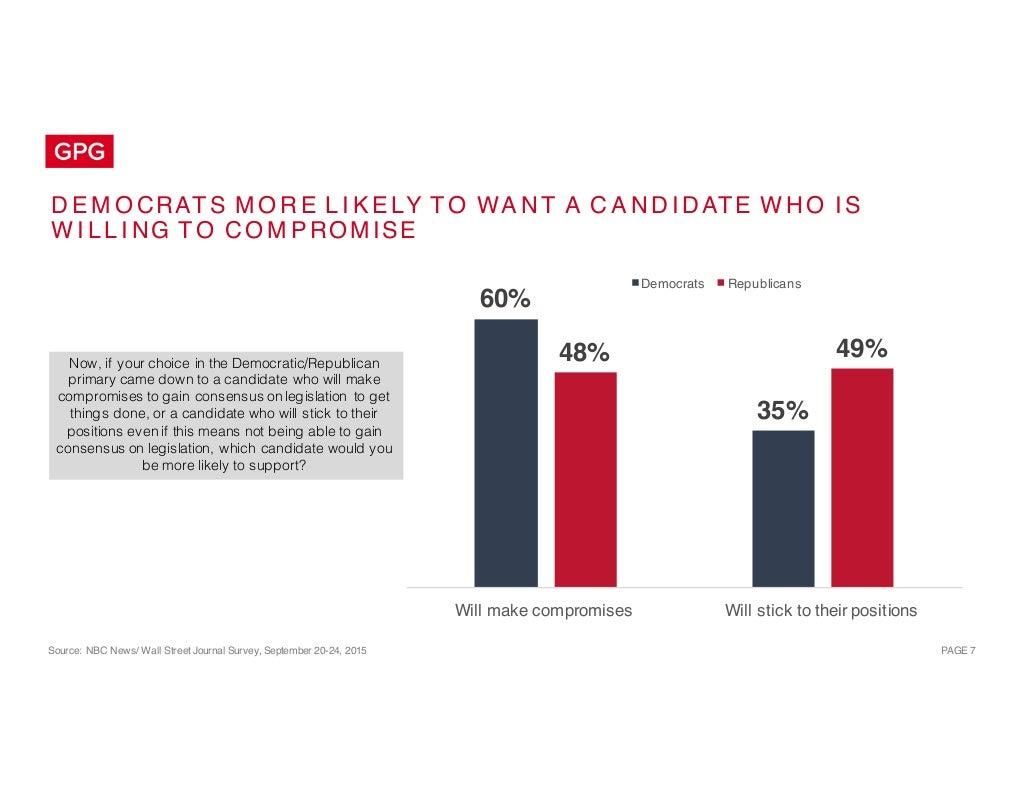 GPG
DEMOCRATS MORE LIKELY TO WANT A CANDIDATE WHO IS
WILLING TO COMPROMISE
Now, if your choice in the Democratic/Republican
primary came down to a candidate who will make
compromises to gain consensus on legislation to get
things done, or a candidate who will stick to their
positions even if this means not being able to gain
consensus on legislation, which candidate would you
be more likely to support?
Democrats Republicans
60%
48%
35%
49%
Will make compromises
Will stick to their positions
Source: NBC News/ Wall Street Journal Survey, September 20-24, 2015
PAGE 7